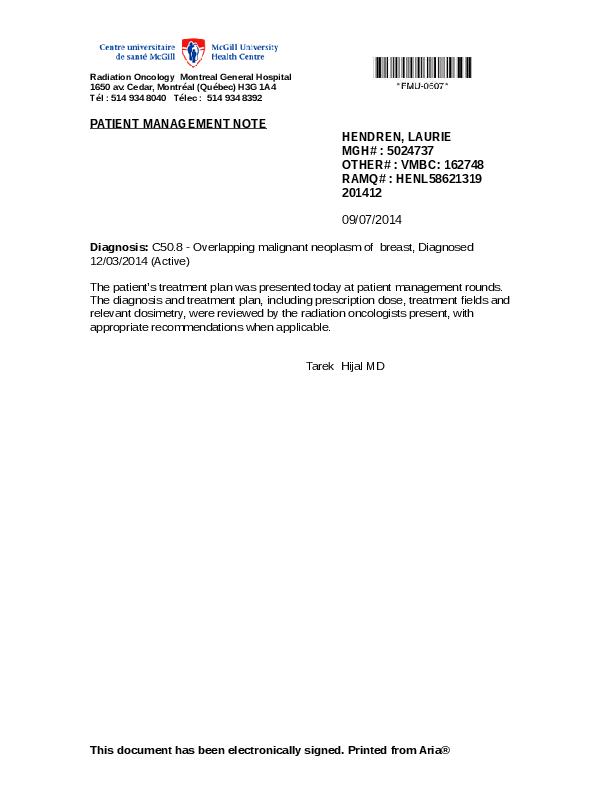 Centre universitaire
de santé McGill
McGill University
Health Centre
Radiation Oncology Montreal General Hospital
1650 av. Cedar, Montréal (Québec) H3G 1A4
Tél : 514 934 8040 Télec : 514 934 8392
*FMU-0607*
PATIENT MANAGEMENT NOTE
HENDREN, LAURIE
MGH# : 5024737
OTHER# : VMBC: 162748
RAMQ# : HENL58621319
201412
09/07/2014
Diagnosis: C50.8 - Overlapping malignant neoplasm of breast, Diagnosed
12/03/2014 (Active)
The patient's treatment plan was presented today at patient management rounds.
The diagnosis and treatment plan, including prescription dose, treatment fields and
relevant dosimetry, were reviewed by the radiation oncologists present, with
appropriate recommendations when applicable.
Tarek Hijal MD
This document has been electronically signed. Printed from Aria®